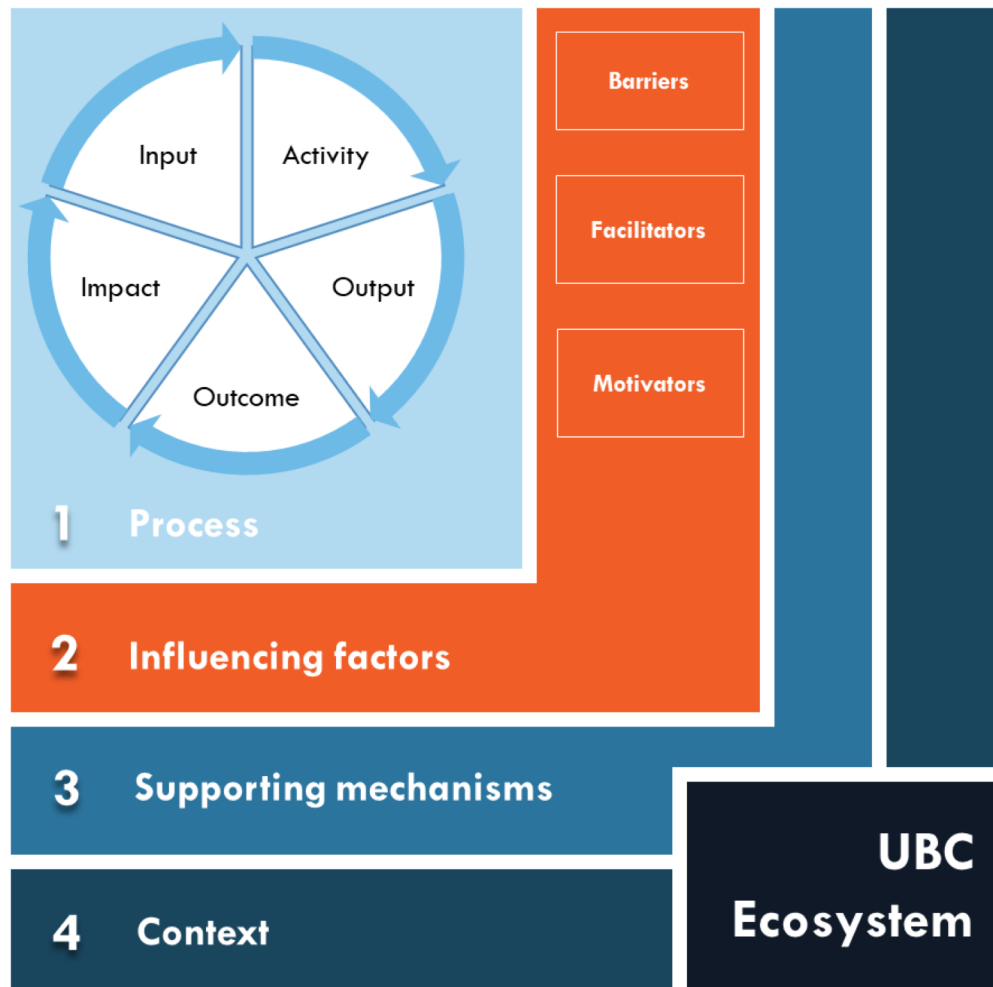 Input
Activity
Impact
Output
Outcome
1 Process
Barriers
Facilitators
Motivators
2 Influencing factors
3 Supporting mechanisms
4 Context
UBC
Ecosystem